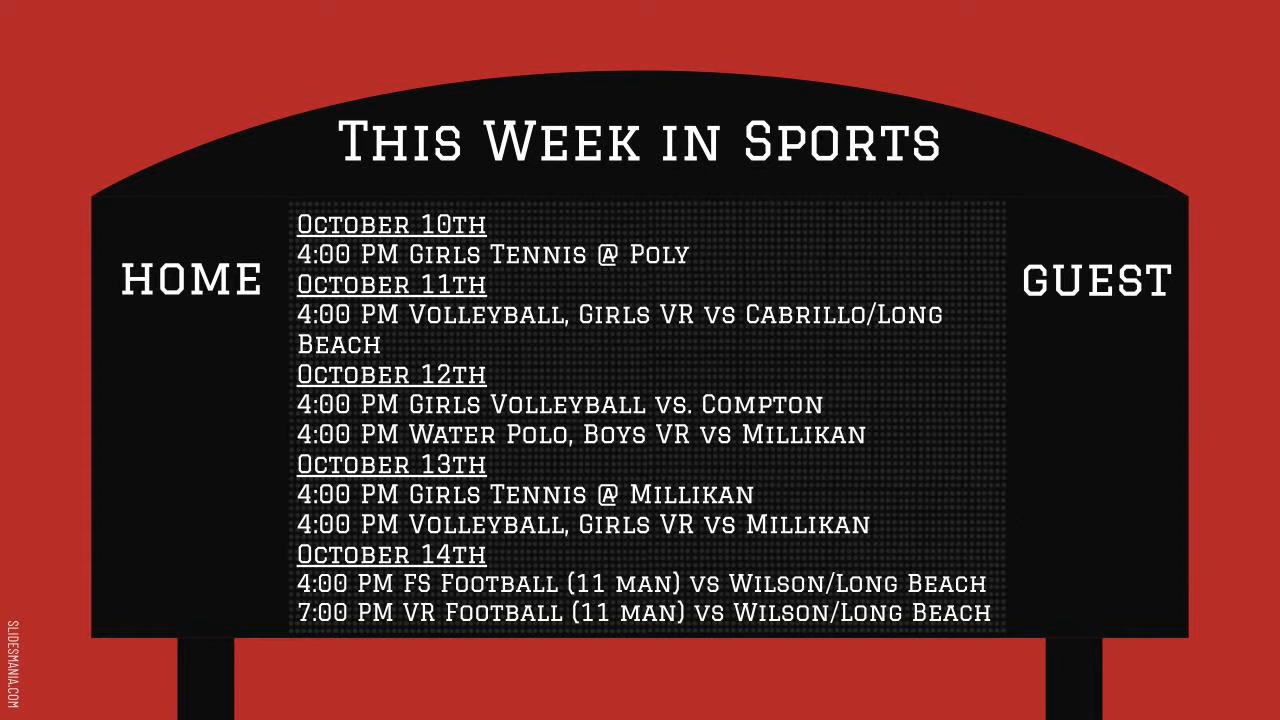 This Week in Sports
HOME
GUEST
October 10th
4:00 PM Girls Tennis @ Poly
October 11th
4:00 PM Volleyball, Girls VR vs Cabrillo/Long
Beach
October 12th
4:00 PM Girls Volleyball vs. Compton
4:00 PM Water Polo, Boys VR vs Millikan
October 13th
4:00 PM Girls Tennis @ Millikan
4:00 PM Volleyball, Girls VR vs Millikan
October 14th
4:00 PM FS Football (11 man) vs Wilson/Long Beach
7:00 PM VR Football (11 man) vs Wilson/Long Beach
SLIDESMANIA.COM